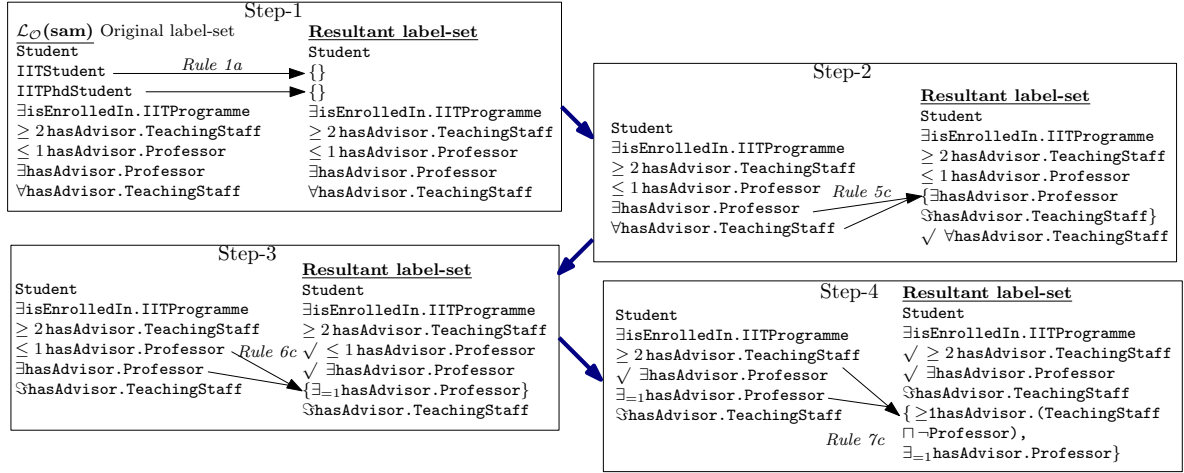 Step-1
𝓛_𝒪(sam) Original label-set
Student
IITStudent
IITPhdStudent
∃isEnrolledIn.IITProgramme
≥ 2 hasAdvisor.TeachingStaff
≤ 1 hasAdvisor.Professor
∃hasAdvisor.Professor
∀hasAdvisor.TeachingStaff
Rule 1a
Resultant label-set
Student
{}
{}
∃isEnrolledIn.IITProgramme
≥ 2 hasAdvisor.TeachingStaff
≤ 1 hasAdvisor.Professor
∃hasAdvisor.Professor
∀hasAdvisor.TeachingStaff
Step-2
Student
∃isEnrolledIn.IITProgramme
≥ 2 hasAdvisor.TeachingStaff
≤ 1 hasAdvisor.Professor
∃hasAdvisor.Professor
∀hasAdvisor.TeachingStaff
Rule 5c
Resultant label-set
Student
∃isEnrolledIn.IITProgramme
≥ 2 hasAdvisor.TeachingStaff
≤ 1 hasAdvisor.Professor
{∃hasAdvisor.Professor
ℑhasAdvisor.TeachingStaff}
√ ∀hasAdvisor.TeachingStaff
Step-3
Student
∃isEnrolledIn.IITProgramme
≥ 2 hasAdvisor.TeachingStaff
≤ 1 hasAdvisor.Professor
∃hasAdvisor.Professor
ℑhasAdvisor.TeachingStaff
Rule 6c
Resultant label-set
Student
∃isEnrolledIn.IITProgramme
≥ 2 hasAdvisor.TeachingStaff
√ ≤ 1 hasAdvisor.Professor
√ ∃hasAdvisor.Professor
{∃₌₁hasAdvisor.Professor}
ℑhasAdvisor.TeachingStaff
Step-4
Student
∃isEnrolledIn.IITProgramme
≥ 2 hasAdvisor.TeachingStaff
√ ∃hasAdvisor.Professor
∃₌₁hasAdvisor.Professor
ℑhasAdvisor.TeachingStaff
Rule 7c
Resultant label-set
Student
∃isEnrolledIn.IITProgramme
√ ≥ 2 hasAdvisor.TeachingStaff
√ ∃hasAdvisor.Professor
ℑhasAdvisor.TeachingStaff
{ ≥1hasAdvisor.(TeachingStaff
⊓ ¬Professor),
∃₌₁hasAdvisor.Professor}